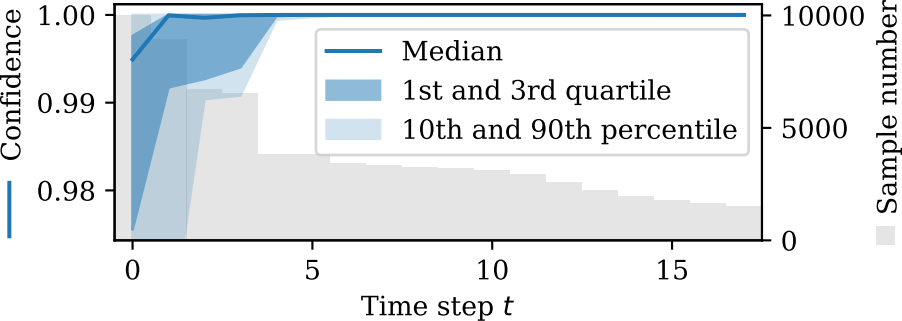 Confidence
1.00
0.99
0.98
Median
1st and 3rd quartile
10th and 90th percentile
10000
5000
0
Sample number
0
5
10
15
Time step t